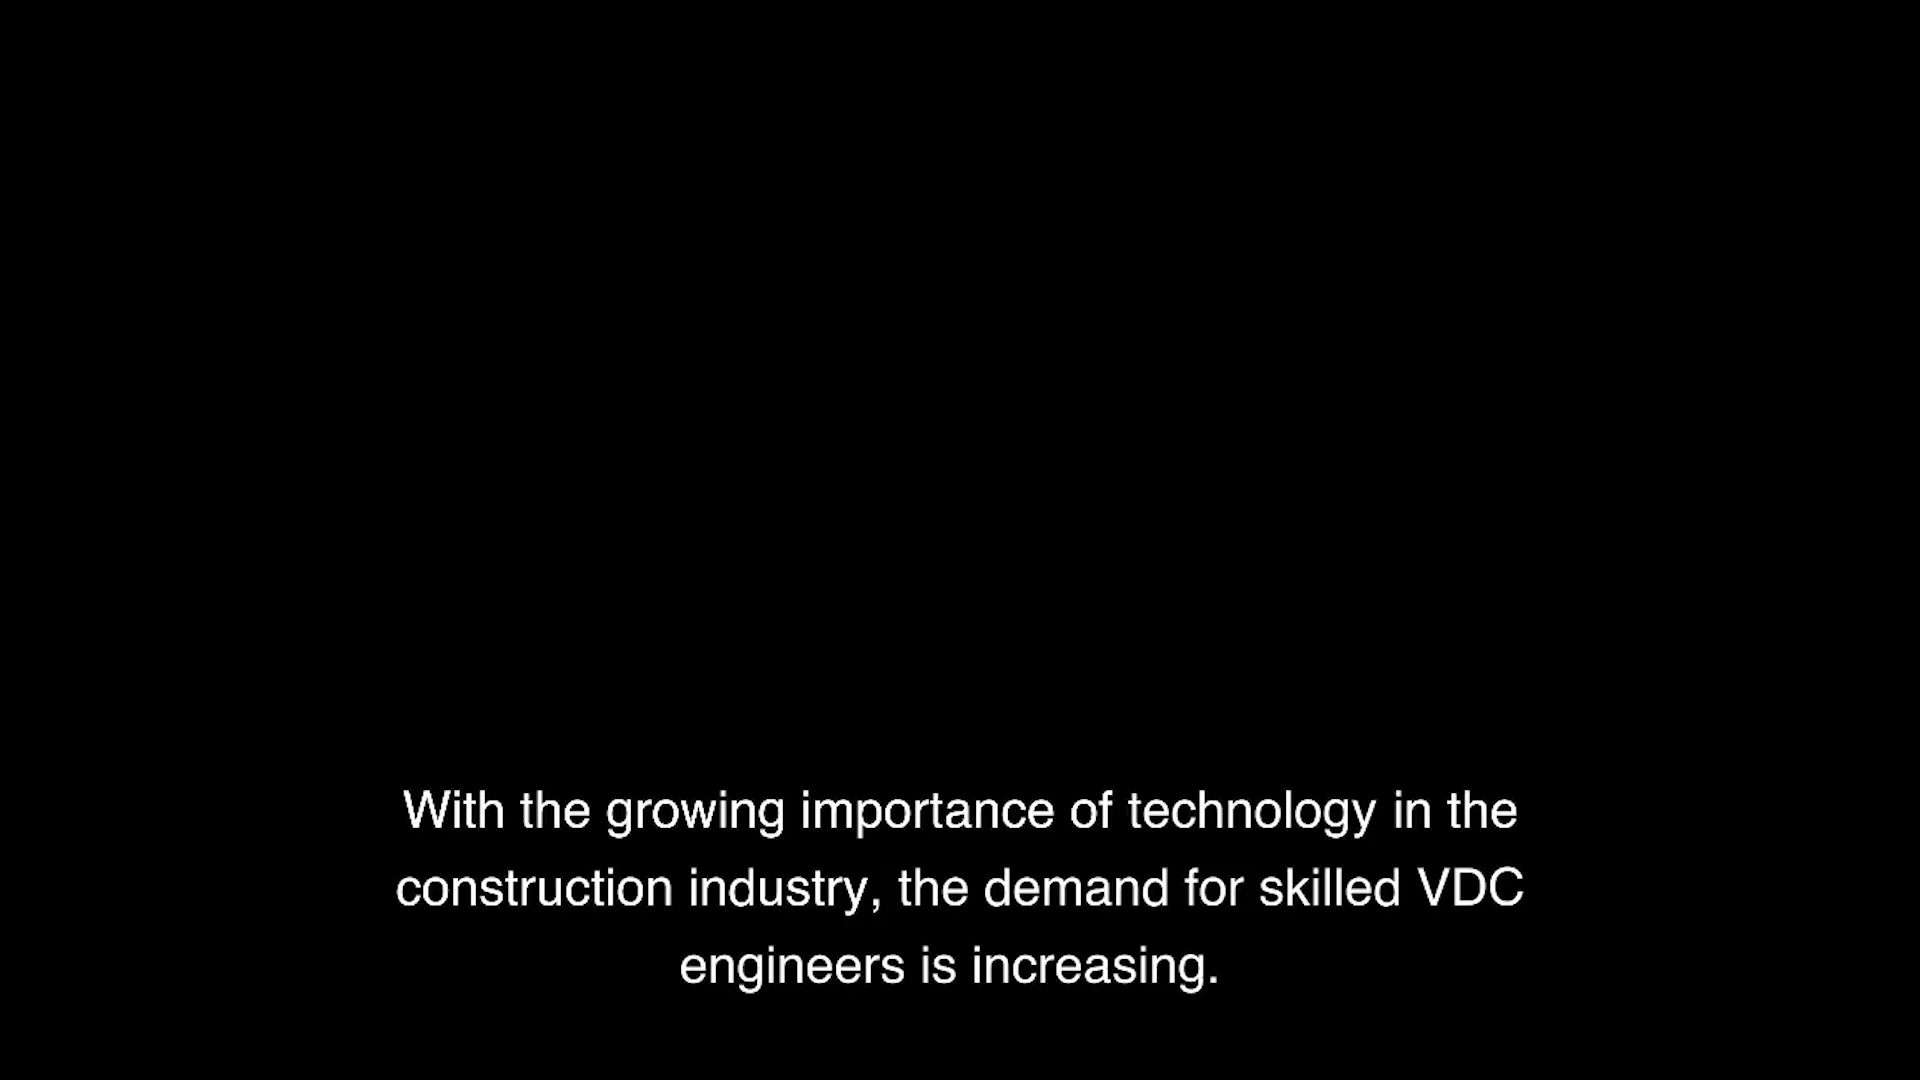 With the growing importance of technology in the
construction industry, the demand for skilled VDC
engineers is increasing.